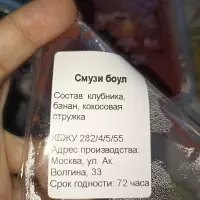 Смузи боул
Состав: клубника,
банан, кокосовая
стружка
КБЖУ 282/4/5/55
Адрес производства:
Москва, ул. Ак.
Волгина, 33
Срок годности: 72 часа